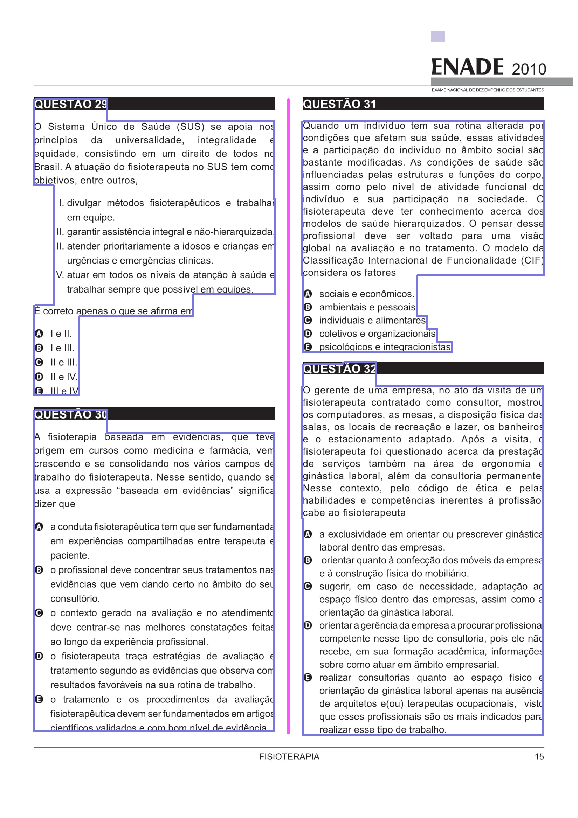 ENADE 2010
EXAME NACIONAL DE DESEMPENHO DOS ESTUDANTES
QUESTÃO 29
O Sistema Único de Saúde (SUS) se apoia nos
princípios da universalidade, integralidade e
equidade, consistindo em um direito de todos no
Brasil. A atuação do fisioterapeuta no SUS tem como
objetivos, entre outros,
I. divulgar métodos fisioterapêuticos e trabalhar
em equipe.
II. garantir assistência integral e não-hierarquizada.
II. atender prioritariamente a idosos e crianças em
urgências e emergências clínicas.
V. atuar em todos os níveis de atenção à saúde e
trabalhar sempre que possível em equipes.
É correto apenas o que se afirma em
A I e II.
B I e III.
C II e III.
D II e IV.
E III e IV.
QUESTÃO 30
A fisioterapia baseada em evidências, que teve
origem em cursos como medicina e farmácia, vem
crescendo e se consolidando nos vários campos de
trabalho do fisioterapeuta. Nesse sentido, quando se
usa a expressão “baseada em evidências” significa
dizer que
A a conduta fisioterapêutica tem que ser fundamentada
em experiências compartilhadas entre terapeuta e
paciente.
B o profissional deve concentrar seus tratamentos nas
evidências que vem dando certo no âmbito do seu
consultório.
C o contexto gerado na avaliação e no atendimento
deve centrar-se nas melhores constatações feitas
ao longo da experiência profissional.
D o fisioterapeuta traça estratégias de avaliação e
tratamento segundo as evidências que observa com
resultados favoráveis na sua rotina de trabalho.
E o tratamento e os procedimentos da avaliação
fisioterapêutica devem ser fundamentados em artigos
científicos validados e com bom nível de evidência.
QUESTÃO 31
Quando um indivíduo tem sua rotina alterada por
condições que afetam sua saúde, essas atividades
e a participação do indivíduo no âmbito social são
bastante modificadas. As condições de saúde são
influenciadas pelas estruturas e funções do corpo,
assim como pelo nível de atividade funcional do
indivíduo e sua participação na sociedade. O
fisioterapeuta deve ter conhecimento acerca dos
modelos de saúde hierarquizados. O pensar desse
profissional deve ser voltado para uma visão
global na avaliação e no tratamento. O modelo da
Classificação Internacional de Funcionalidade (CIF)
considera os fatores
A sociais e econômicos.
B ambientais e pessoais.
C individuais e alimentares.
D coletivos e organizacionais.
E psicológicos e integracionistas.
QUESTÃO 32
O gerente de uma empresa, no ato da visita de um
fisioterapeuta contratado como consultor, mostrou
os computadores, as mesas, a disposição física das
salas, os locais de recreação e lazer, os banheiros
e o estacionamento adaptado. Após a visita, o
fisioterapeuta foi questionado acerca da prestação
de serviços também na área de ergonomia e
ginástica laboral, além da consultoria permanente.
Nesse contexto, pelo código de ética e pelas
habilidades e competências inerentes à profissão,
cabe ao fisioterapeuta
A a exclusividade em orientar ou prescrever ginástica
laboral dentro das empresas.
B orientar quanto à confecção dos móveis da empresa
e à construção física do mobiliário.
C sugerir, em caso de necessidade, adaptação ao
espaço físico dentro das empresas, assim como a
orientação da ginástica laboral.
D orientar a gerência da empresa a procurar profissional
competente nesse tipo de consultoria, pois ele não
recebe, em sua formação acadêmica, informações
sobre como atuar em âmbito empresarial.
E realizar consultorias quanto ao espaço físico e
orientação de ginástica laboral apenas na ausência
de arquitetos e(ou) terapeutas ocupacionais, visto
que esses profissionais são os mais indicados para
realizar esse tipo de trabalho.
FISIOTERAPIA
15